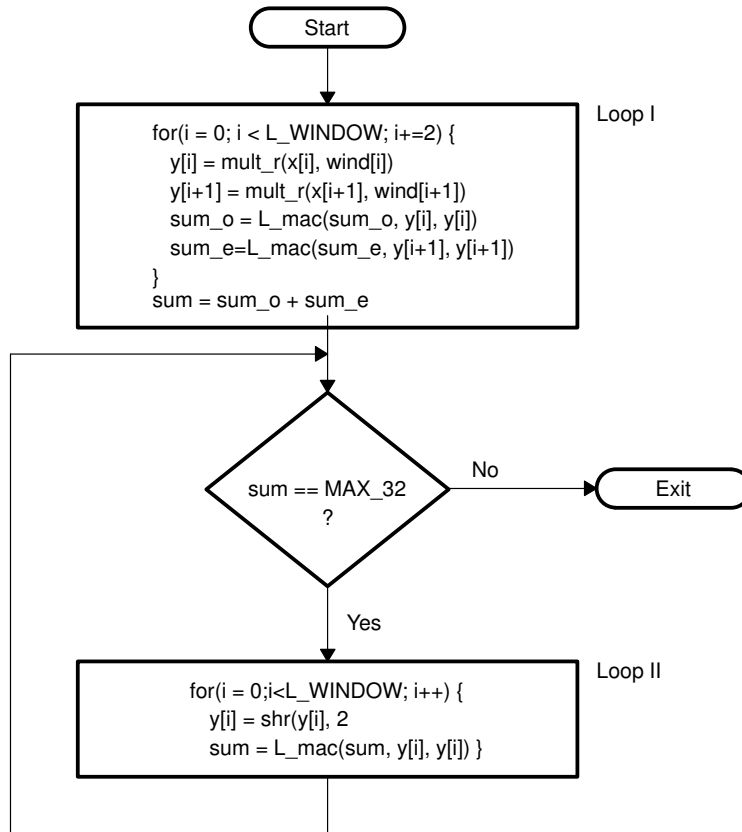 Start
Loop I
for(i = 0; i < L_WINDOW; i+=2) {
y[i] = mult_r(x[i], wind[i])
y[i+1] = mult_r(x[i+1], wind[i+1])
sum_o = L_mac(sum_o, y[i], y[i])
sum_e=L_mac(sum_e, y[i+1], y[i+1])
}
sum = sum_o + sum_e
sum == MAX_32
?
No
Exit
Yes
Loop II
for(i = 0;i<L_WINDOW; i++) {
y[i] = shr(y[i], 2
sum = L_mac(sum, y[i], y[i]) }